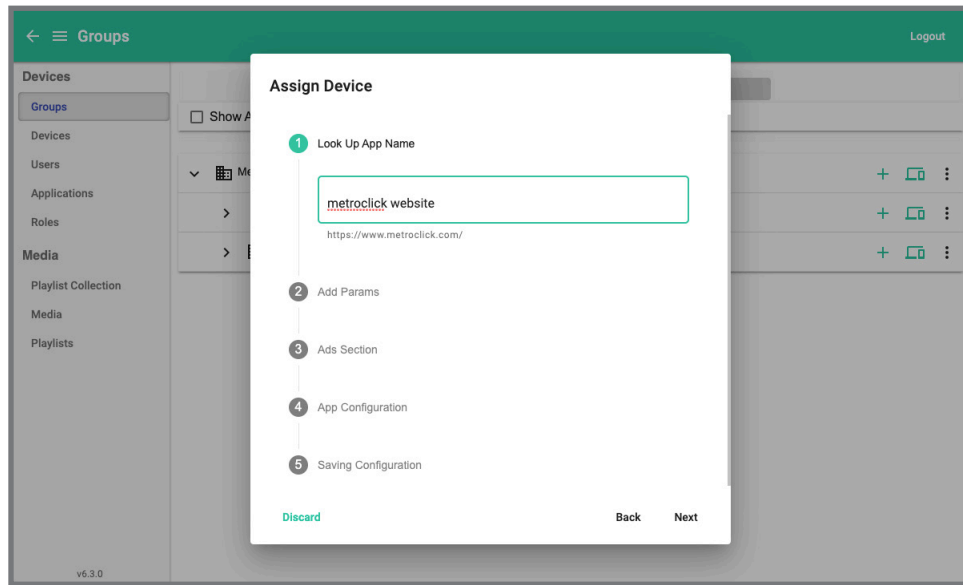 Groups
Logout
Devices
Groups
Devices
Users
Applications
Roles
Media
Playlist Collection
Media
Playlists
v6.3.0
Show A
Me
Assign Device
1 Look Up App Name
metroclick website
https://www.metroclick.com/
2 Add Params
3 Ads Section
4 App Configuration
5 Saving Configuration
Discard
Back
Next